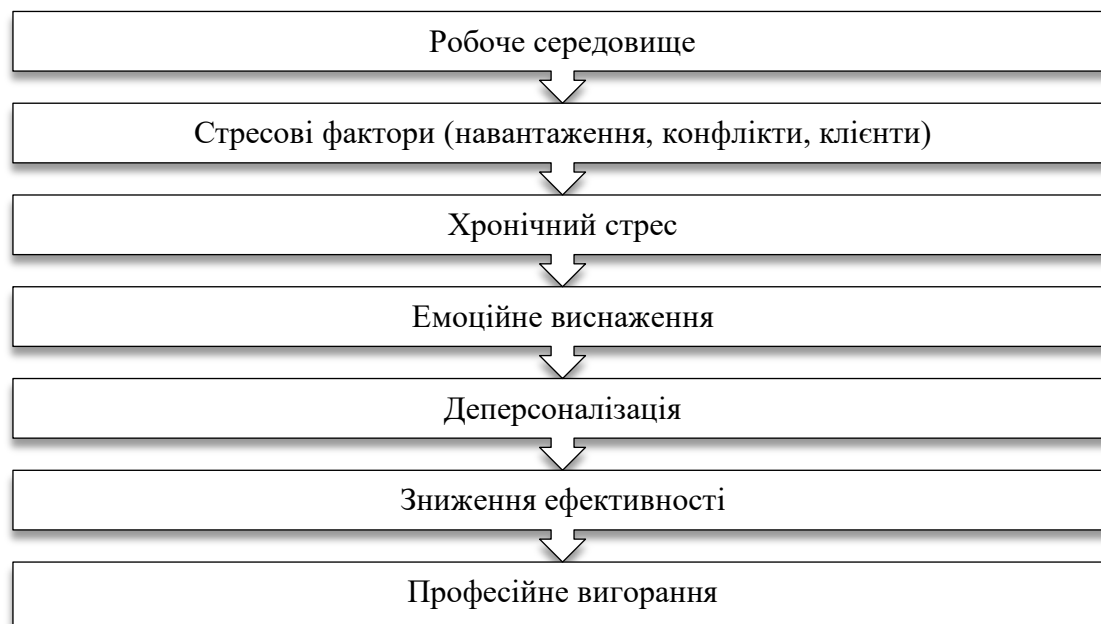 Робоче середовище
Стресові фактори (навантаження, конфлікти, клієнти)
Хронічний стрес
Емоційне виснаження
Деперсоналізація
Зниження ефективності
Професійне вигорання